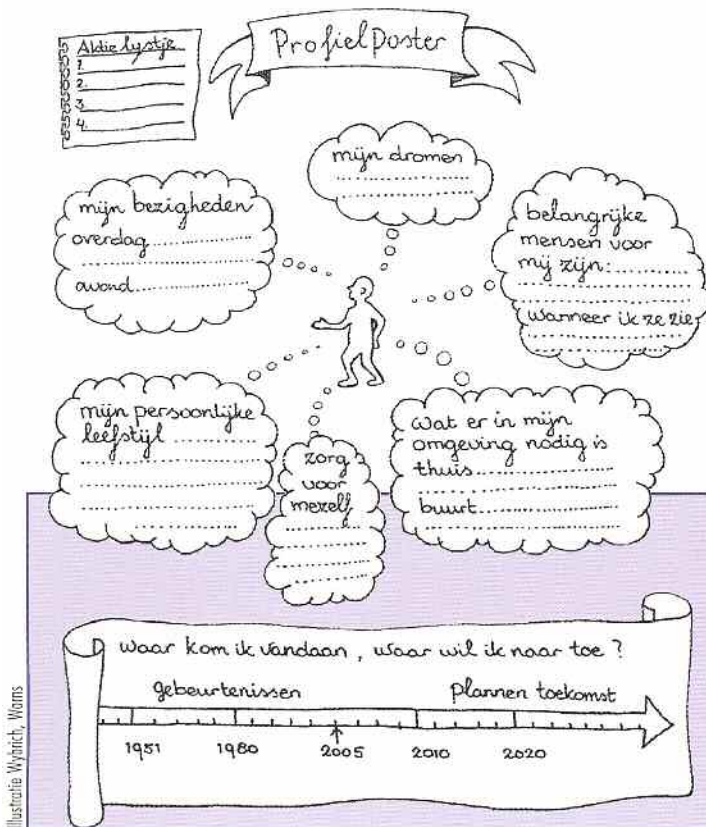 Profielposter
Aktielijstje
1.
2.
3.
4.
mijn dromen
mijn bezigheden
overdag
avond
belangrijke
mensen voor
mij zijn:
wanneer ik ze zie
mijn persoonlijke
leefstijl
zorg
voor
mezelf
wat er in mijn
omgeving nodig is
thuis
buurt
waar kom ik vandaan, waar wil ik naar toe?
gebeurtenissen
plannen toekomst
1951 1980 2005 2010 2020
Illustratie Wybrich, Warns